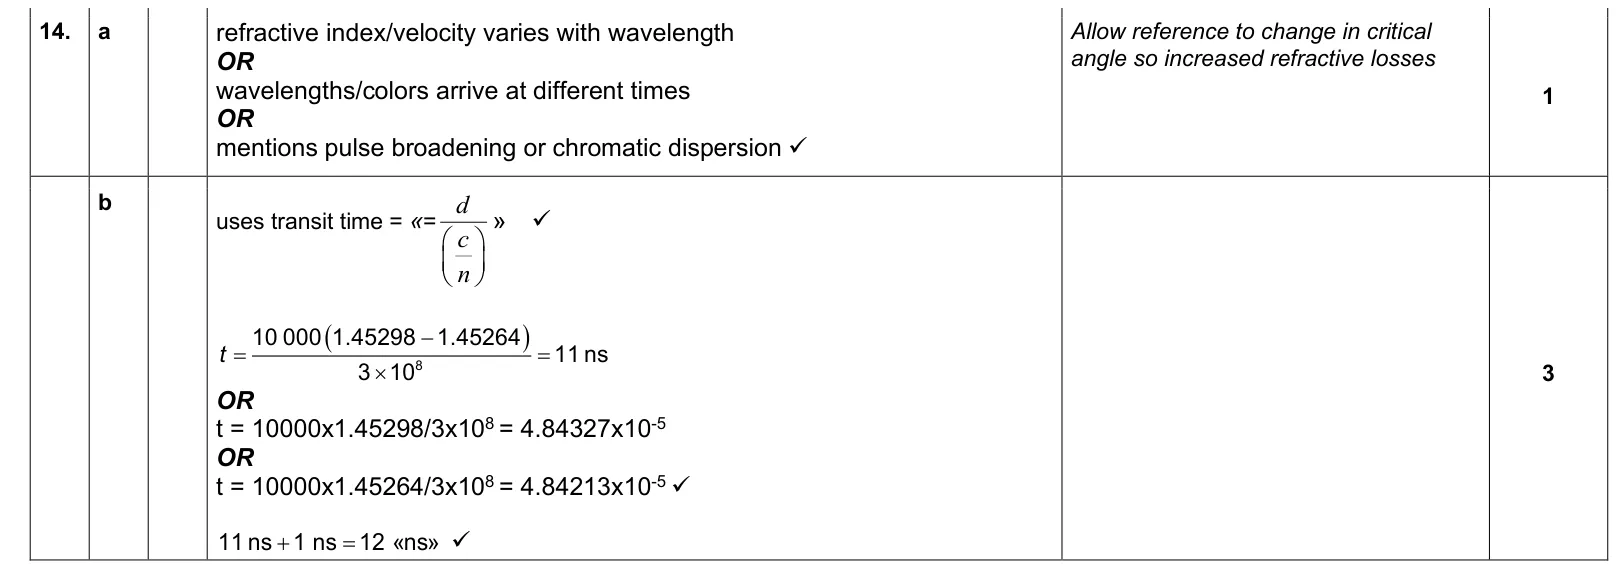 14. a refractive index/velocity varies with wavelength Allow reference to change in critical
OR angle so increased refractive losses
wavelengths/colors arrive at different times 1
OR
mentions pulse broadening or chromatic dispersion ✓
b uses transit time = «= d / (c / n) » ✓
t = 10 000(1.45298 − 1.45264) / 3 × 10⁸ = 11 ns
OR 3
t = 10000x1.45298/3x10⁸ = 4.84327x10⁻⁵
OR
t = 10000x1.45264/3x10⁸ = 4.84213x10⁻⁵ ✓
11 ns + 1 ns = 12 «ns» ✓